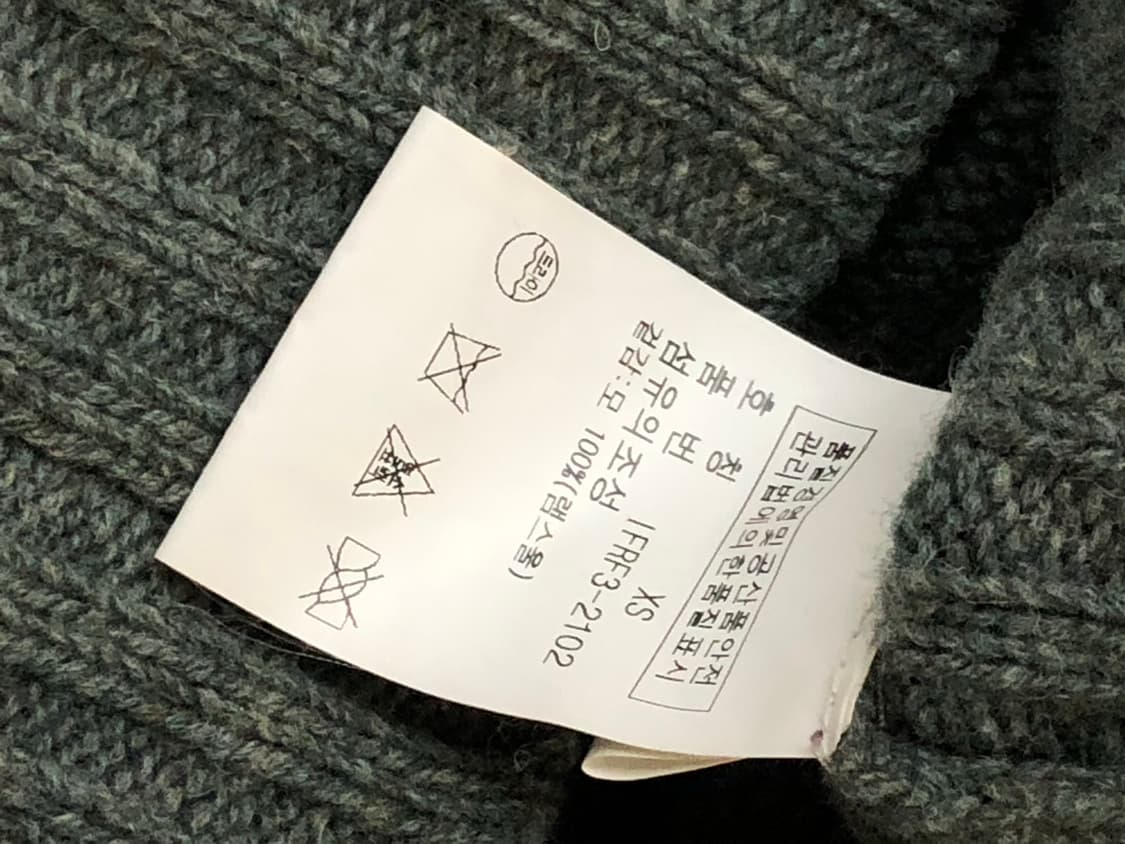 품질경영및공산품안전
관리법에의한품질표시
호 칭 XS
품 번 IFRF3-2102
섬유의조성
겉감:모 100%(램스울)
드라이